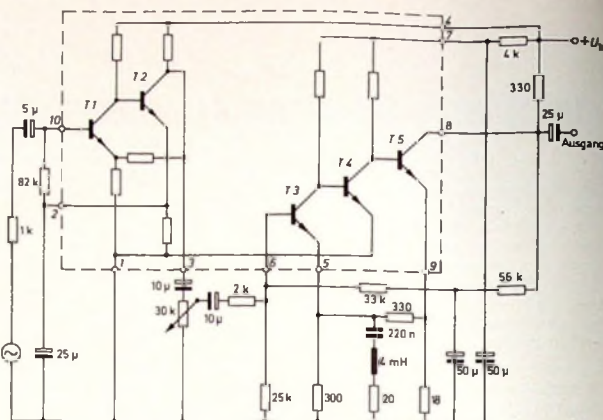 6
7
+U
4 k
330
25 µ
8
Ausgang
T1
T2
5 µ
10
82 k
2
1 k
25 µ
T3
T4
T5
1
3
6
5
9
10 µ
30 k
10 µ
2 k
33 k
56 k
330
220 n
4 mH
50 µ
50 µ
25 k
300
20
18